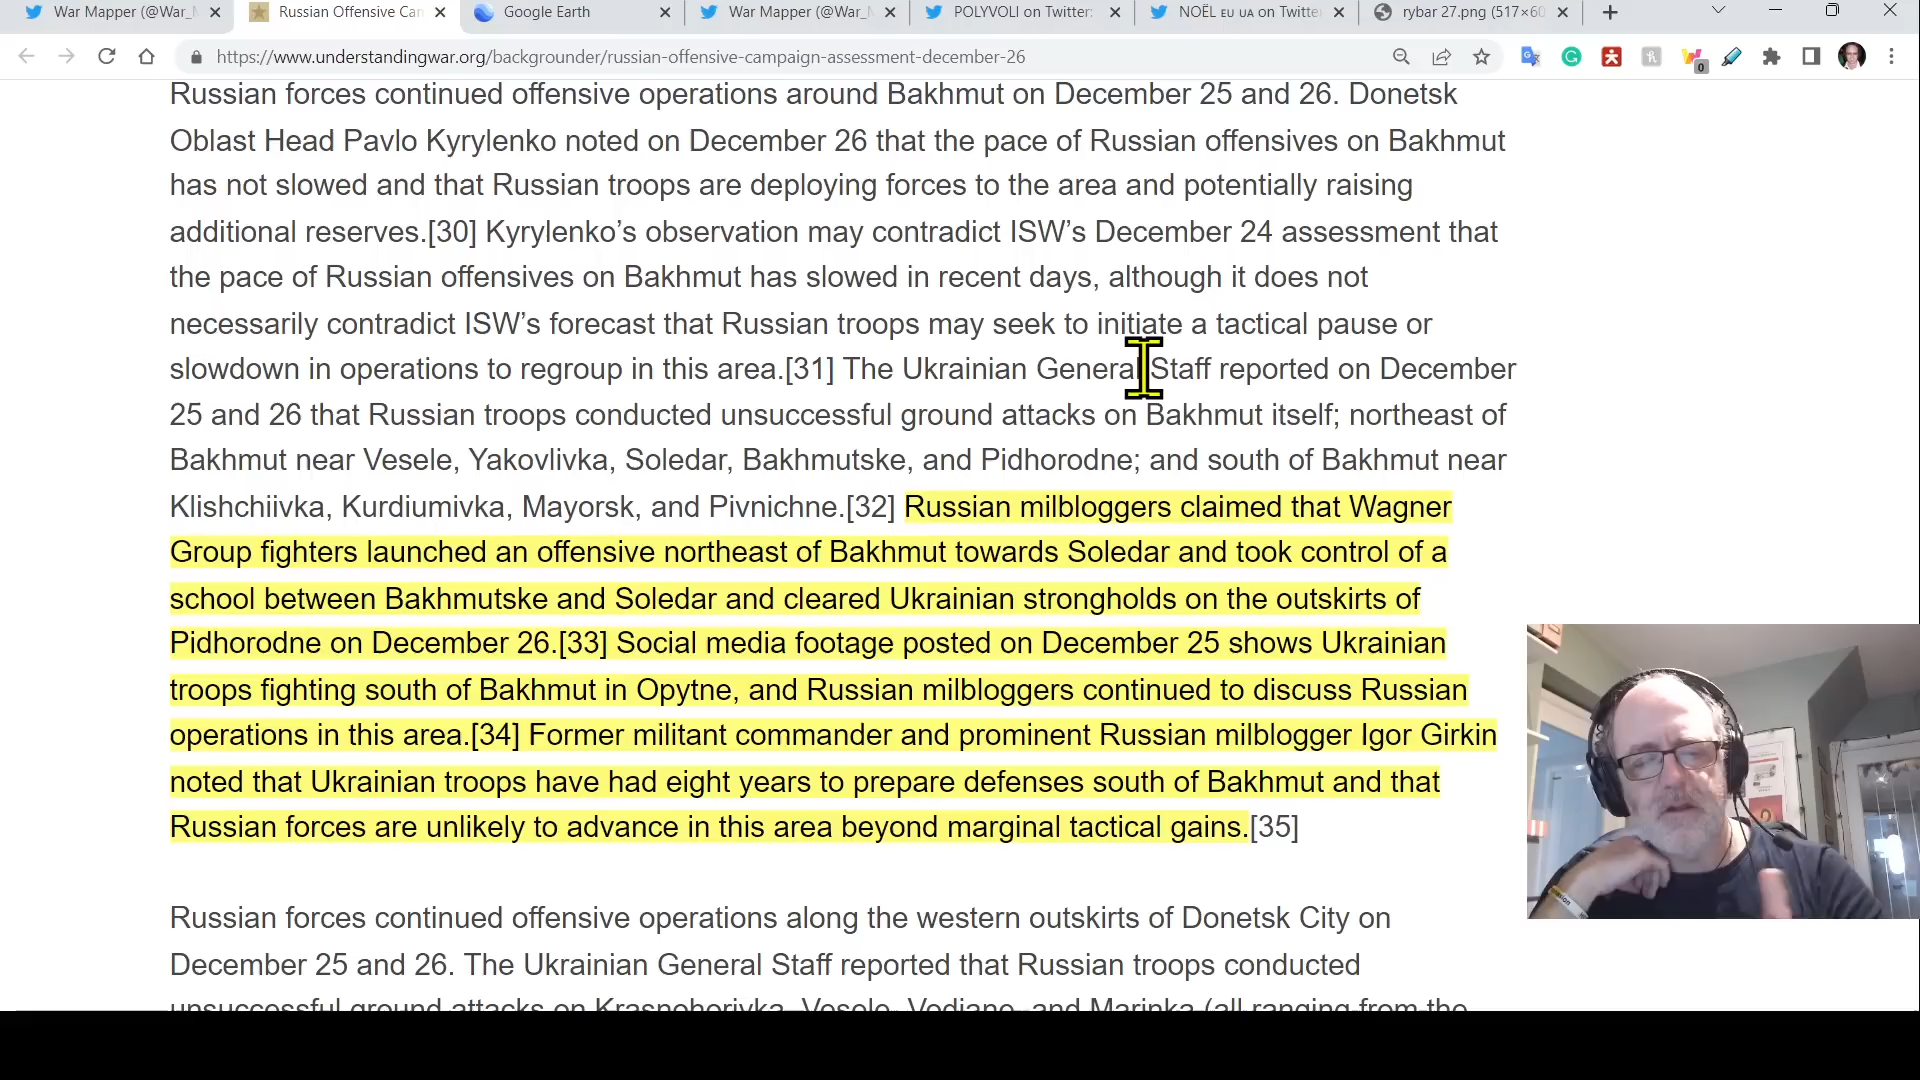 War Mapper (@War_M
Russian Offensive Can
Google Earth
War Mapper (@War_M
POLYVOLI on Twitter:
NOËL EU UA on Twitte
rybar 27.png (517×60
https://www.understandingwar.org/backgrounder/russian-offensive-campaign-assessment-december-26
0
Russian forces continued offensive operations around Bakhmut on December 25 and 26. Donetsk
Oblast Head Pavlo Kyrylenko noted on December 26 that the pace of Russian offensives on Bakhmut
has not slowed and that Russian troops are deploying forces to the area and potentially raising
additional reserves.[30] Kyrylenko’s observation may contradict ISW’s December 24 assessment that
the pace of Russian offensives on Bakhmut has slowed in recent days, although it does not
necessarily contradict ISW’s forecast that Russian troops may seek to initiate a tactical pause or
slowdown in operations to regroup in this area.[31] The Ukrainian General Staff reported on December
25 and 26 that Russian troops conducted unsuccessful ground attacks on Bakhmut itself; northeast of
Bakhmut near Vesele, Yakovlivka, Soledar, Bakhmutske, and Pidhorodne; and south of Bakhmut near
Klishchiivka, Kurdiumivka, Mayorsk, and Pivnichne.[32] Russian milbloggers claimed that Wagner
Group fighters launched an offensive northeast of Bakhmut towards Soledar and took control of a
school between Bakhmutske and Soledar and cleared Ukrainian strongholds on the outskirts of
Pidhorodne on December 26.[33] Social media footage posted on December 25 shows Ukrainian
troops fighting south of Bakhmut in Opytne, and Russian milbloggers continued to discuss Russian
operations in this area.[34] Former militant commander and prominent Russian milblogger Igor Girkin
noted that Ukrainian troops have had eight years to prepare defenses south of Bakhmut and that
Russian forces are unlikely to advance in this area beyond marginal tactical gains.[35]
Russian forces continued offensive operations along the western outskirts of Donetsk City on
December 25 and 26. The Ukrainian General Staff reported that Russian troops conducted
unsuccessful ground attacks on Krasnohorivka, Vesele, Vodiane, and Marinka (all ranging from the